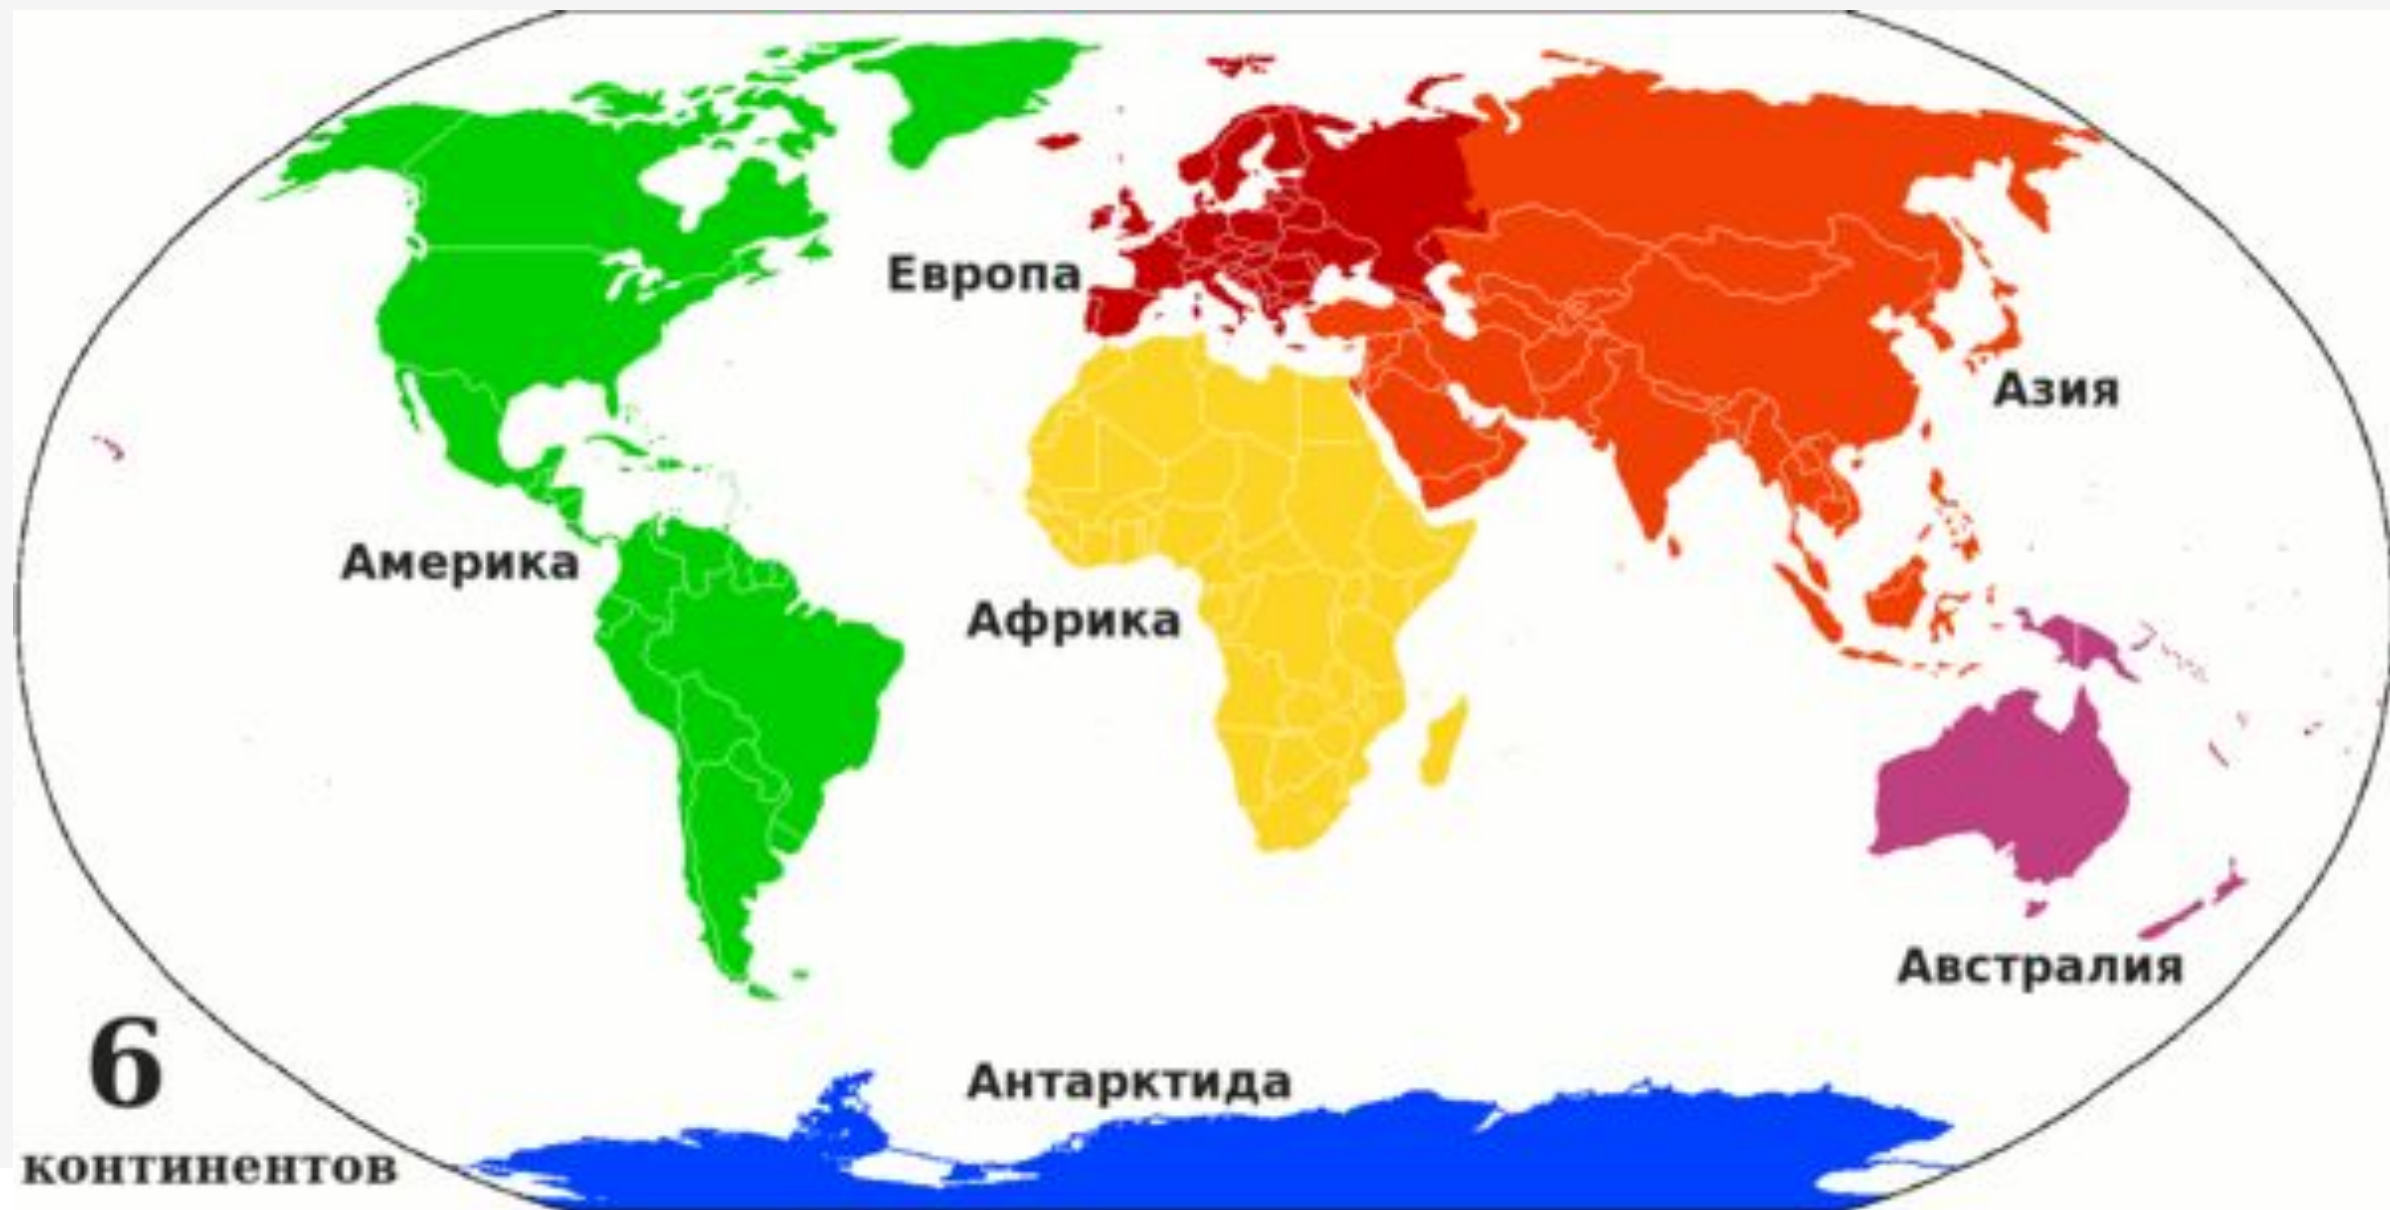 Европа
Азия
Америка
Африка
Австралия
Антарктида
6
континентов